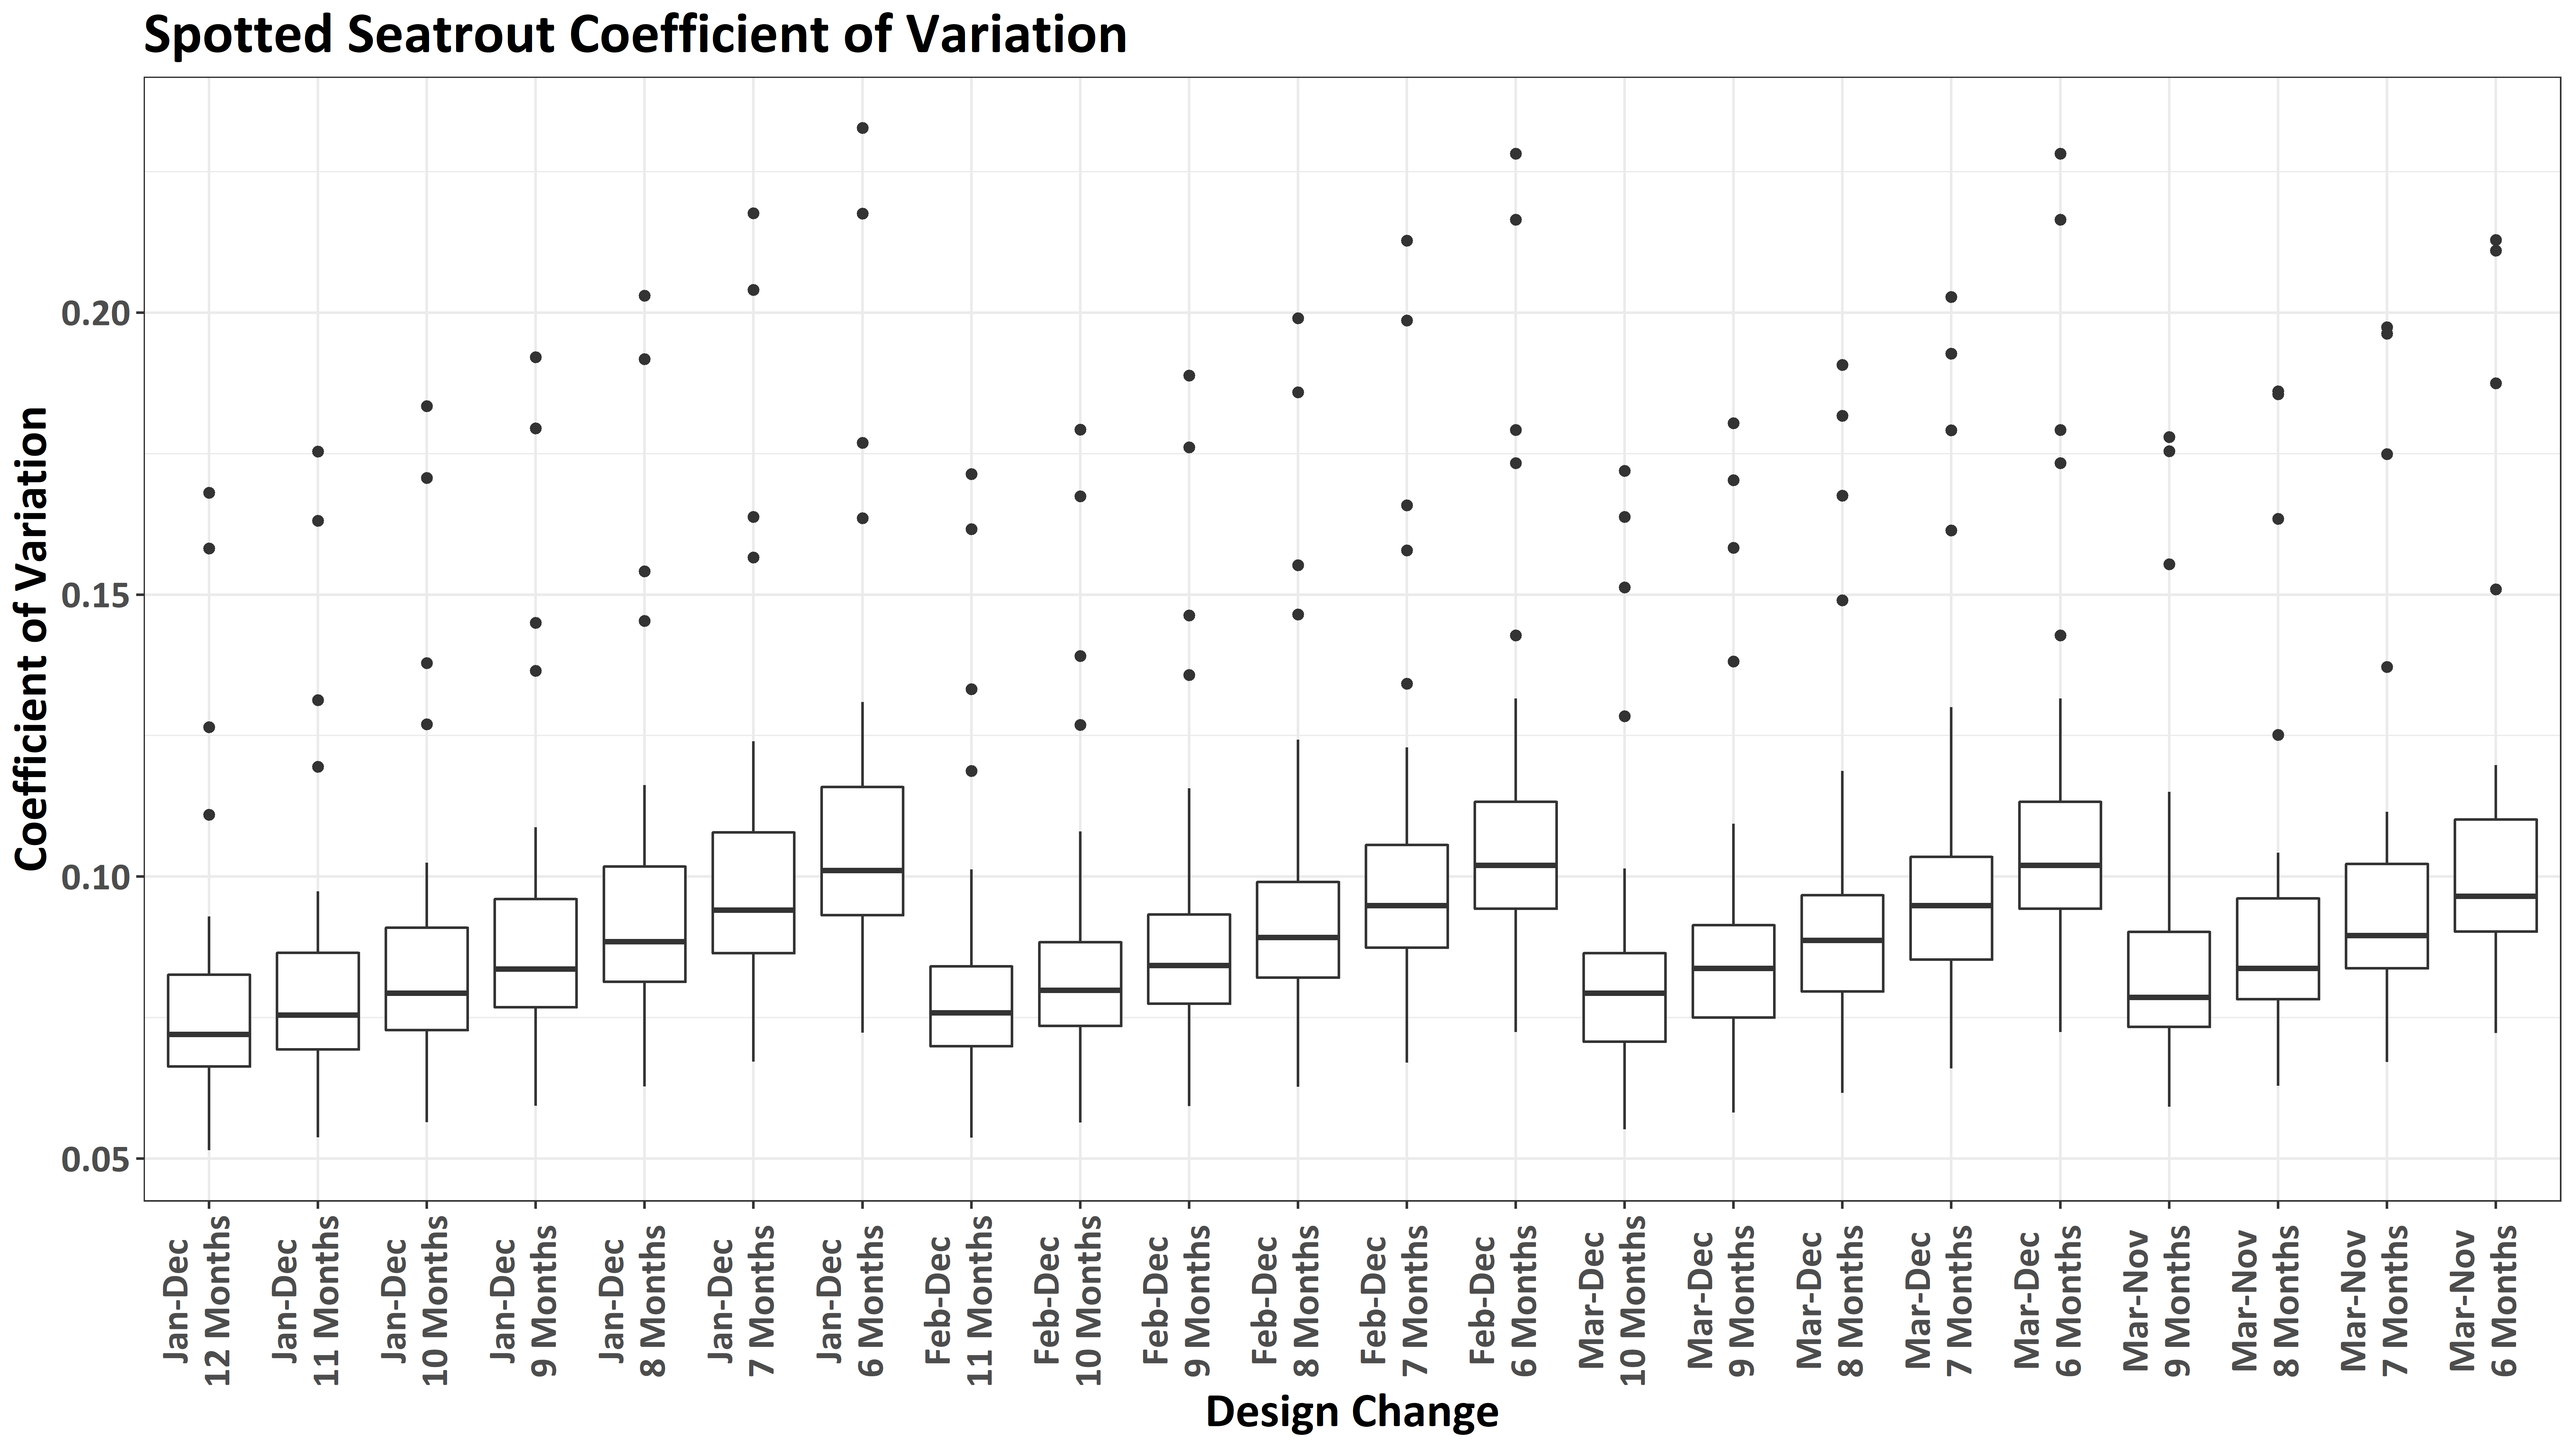 Spotted Seatrout Coefficient of Variation
Coefficient of Variation
0.20
0.15
0.10
0.05
Jan-Dec
12 Months
Jan-Dec
11 Months
Jan-Dec
10 Months
Jan-Dec
9 Months
Jan-Dec
8 Months
Jan-Dec
7 Months
Jan-Dec
6 Months
Feb-Dec
11 Months
Feb-Dec
10 Months
Feb-Dec
9 Months
Feb-Dec
8 Months
Feb-Dec
7 Months
Feb-Dec
6 Months
Mar-Dec
10 Months
Mar-Dec
9 Months
Mar-Dec
8 Months
Mar-Dec
7 Months
Mar-Dec
6 Months
Mar-Nov
9 Months
Mar-Nov
8 Months
Mar-Nov
7 Months
Mar-Nov
6 Months
Design Change